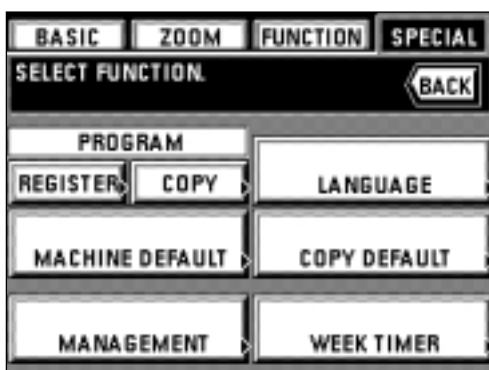 BASIC ZOOM FUNCTION SPECIAL
SELECT FUNCTION.
BACK
PROGRAM
REGISTER COPY LANGUAGE
MACHINE DEFAULT COPY DEFAULT
MANAGEMENT WEEK TIMER